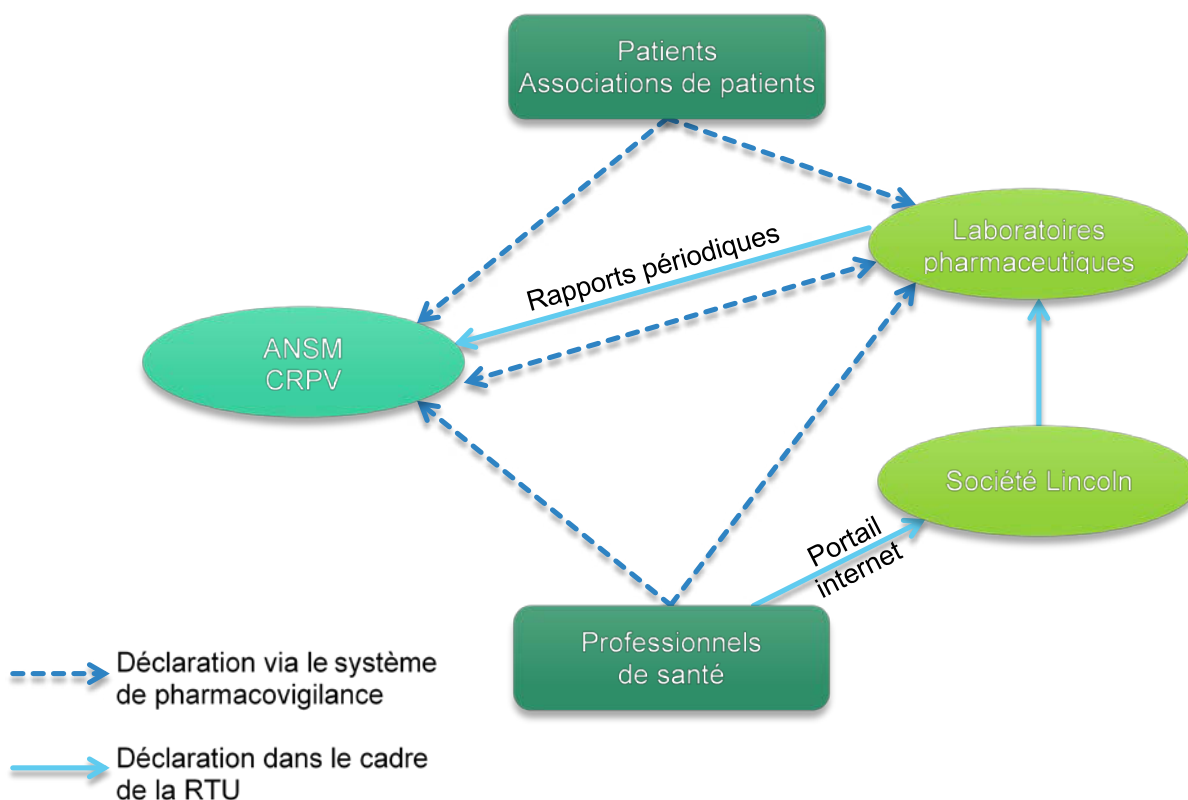 Patients
Associations de patients
Laboratoires
pharmaceutiques
Rapports périodiques
ANSM
CRPV
Société Lincoln
Portail
internet
Professionnels
de santé
Déclaration via le système
de pharmacovigilance
Déclaration dans le cadre
de la RTU